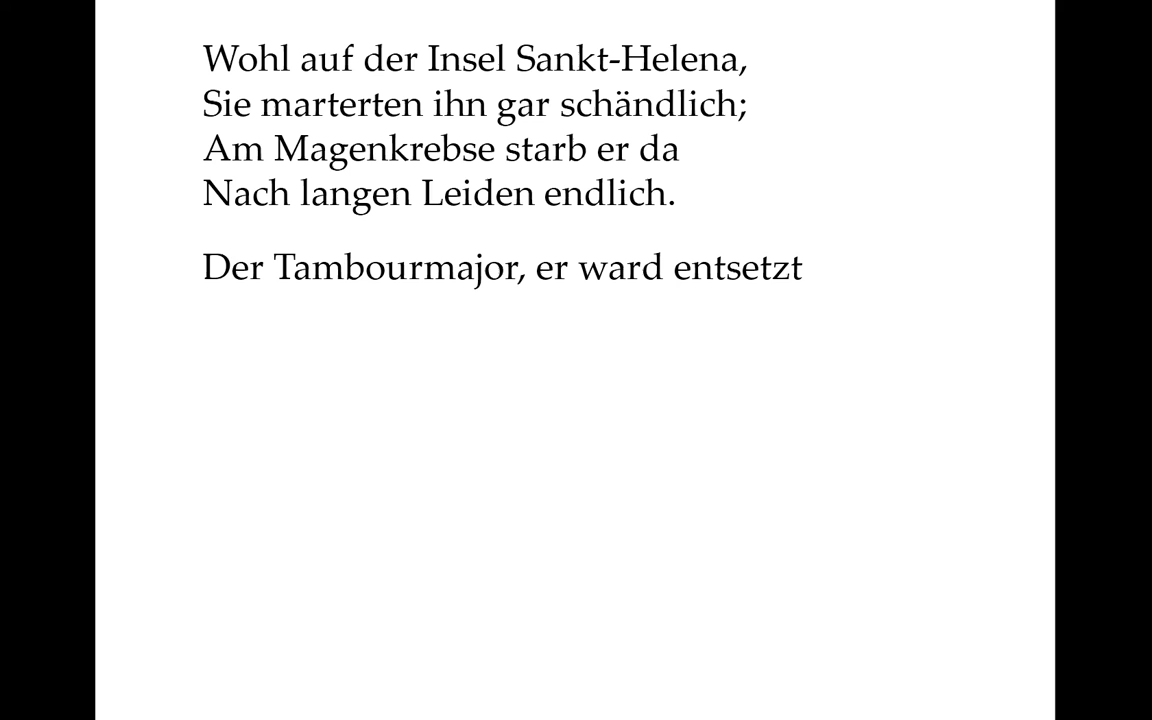 Wohl auf der Insel Sankt-Helena,
Sie marterten ihn gar schändlich;
Am Magenkrebse starb er da
Nach langen Leiden endlich.
Der Tambourmajor, er ward entsetzt